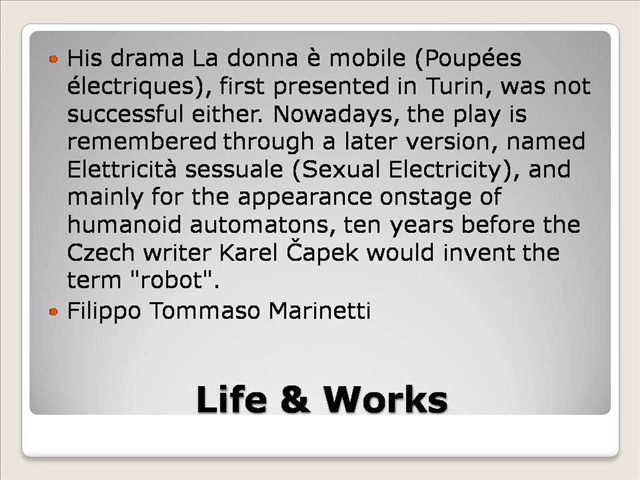 His drama La donna è mobile (Poupées
électriques), first presented in Turin, was not
successful either. Nowadays, the play is
remembered through a later version, named
Elettricità sessuale (Sexual Electricity), and
mainly for the appearance onstage of
humanoid automatons, ten years before the
Czech writer Karel Čapek would invent the
term "robot".
Filippo Tommaso Marinetti
Life & Works